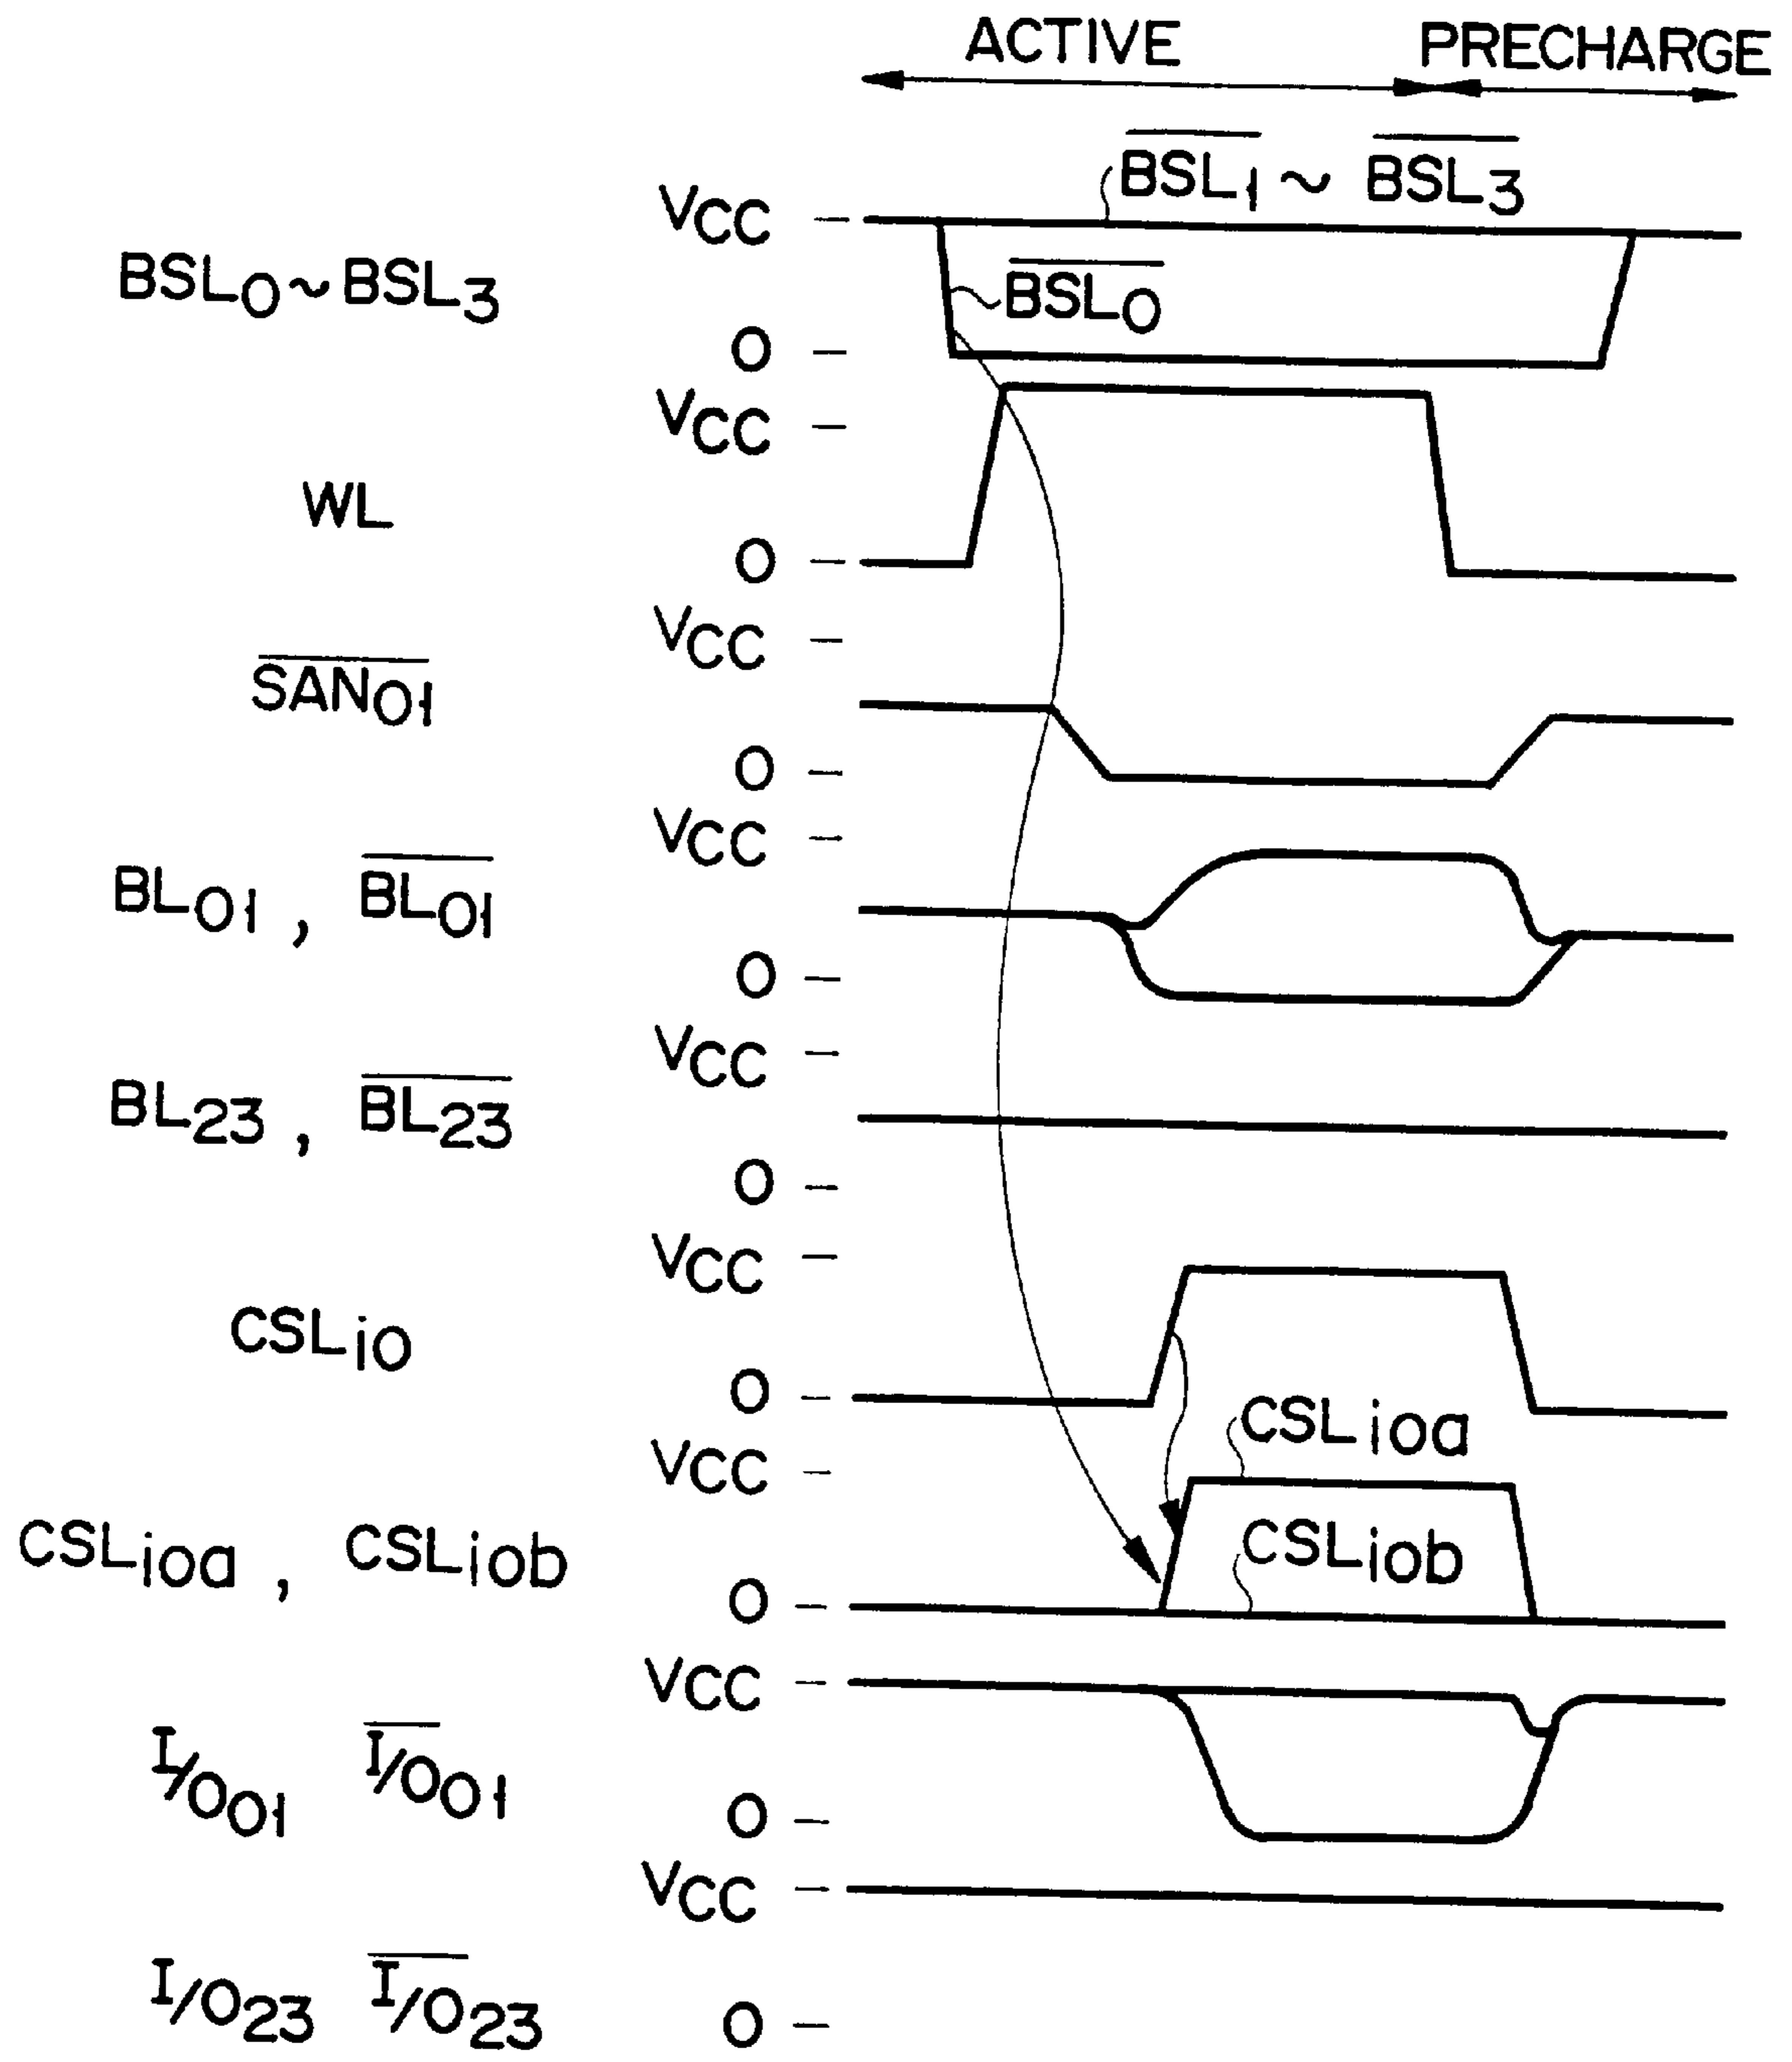 ACTIVE PRECHARGE
BSL1 ~ BSL3
VCC
BSL0 ~ BSL3
BSL0
0
VCC
WL
0
VCC
SAN01
0
VCC
BL01 , BL01
0
VCC
BL23 , BL23
0
VCC
CSLi0
0
CSLi0a
VCC
CSLi0a , CSLi0b
CSLi0b
0
VCC
I/O01 I/O01
0
VCC
I/O23 I/O23
0